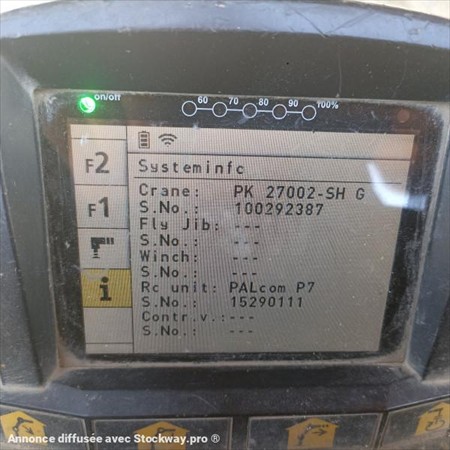 on/off
60 70 80 90 100%
F2
Systeminfo
Crane: PK 27002-SH G
F1
S.No.: 100292387
Fly Jib: ---
S.No.: ---
Winch: ---
S.No.: ---
i
Rc unit: PALcom P7
S.No.: 15290111
Contr.v.: ---
S.No.: ---
Annonce diffusée avec Stockway.pro ®